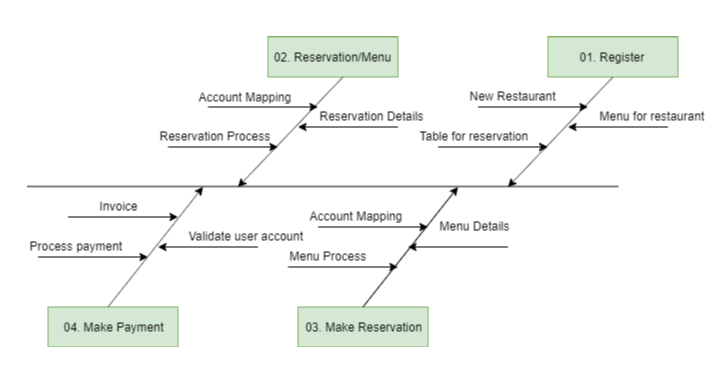 02. Reservation/Menu
01. Register
Account Mapping
New Restaurant
Reservation Details
Menu for restaurant
Reservation Process
Table for reservation
Invoice
Account Mapping
Validate user account
Menu Details
Process payment
Menu Process
04. Make Payment
03. Make Reservation